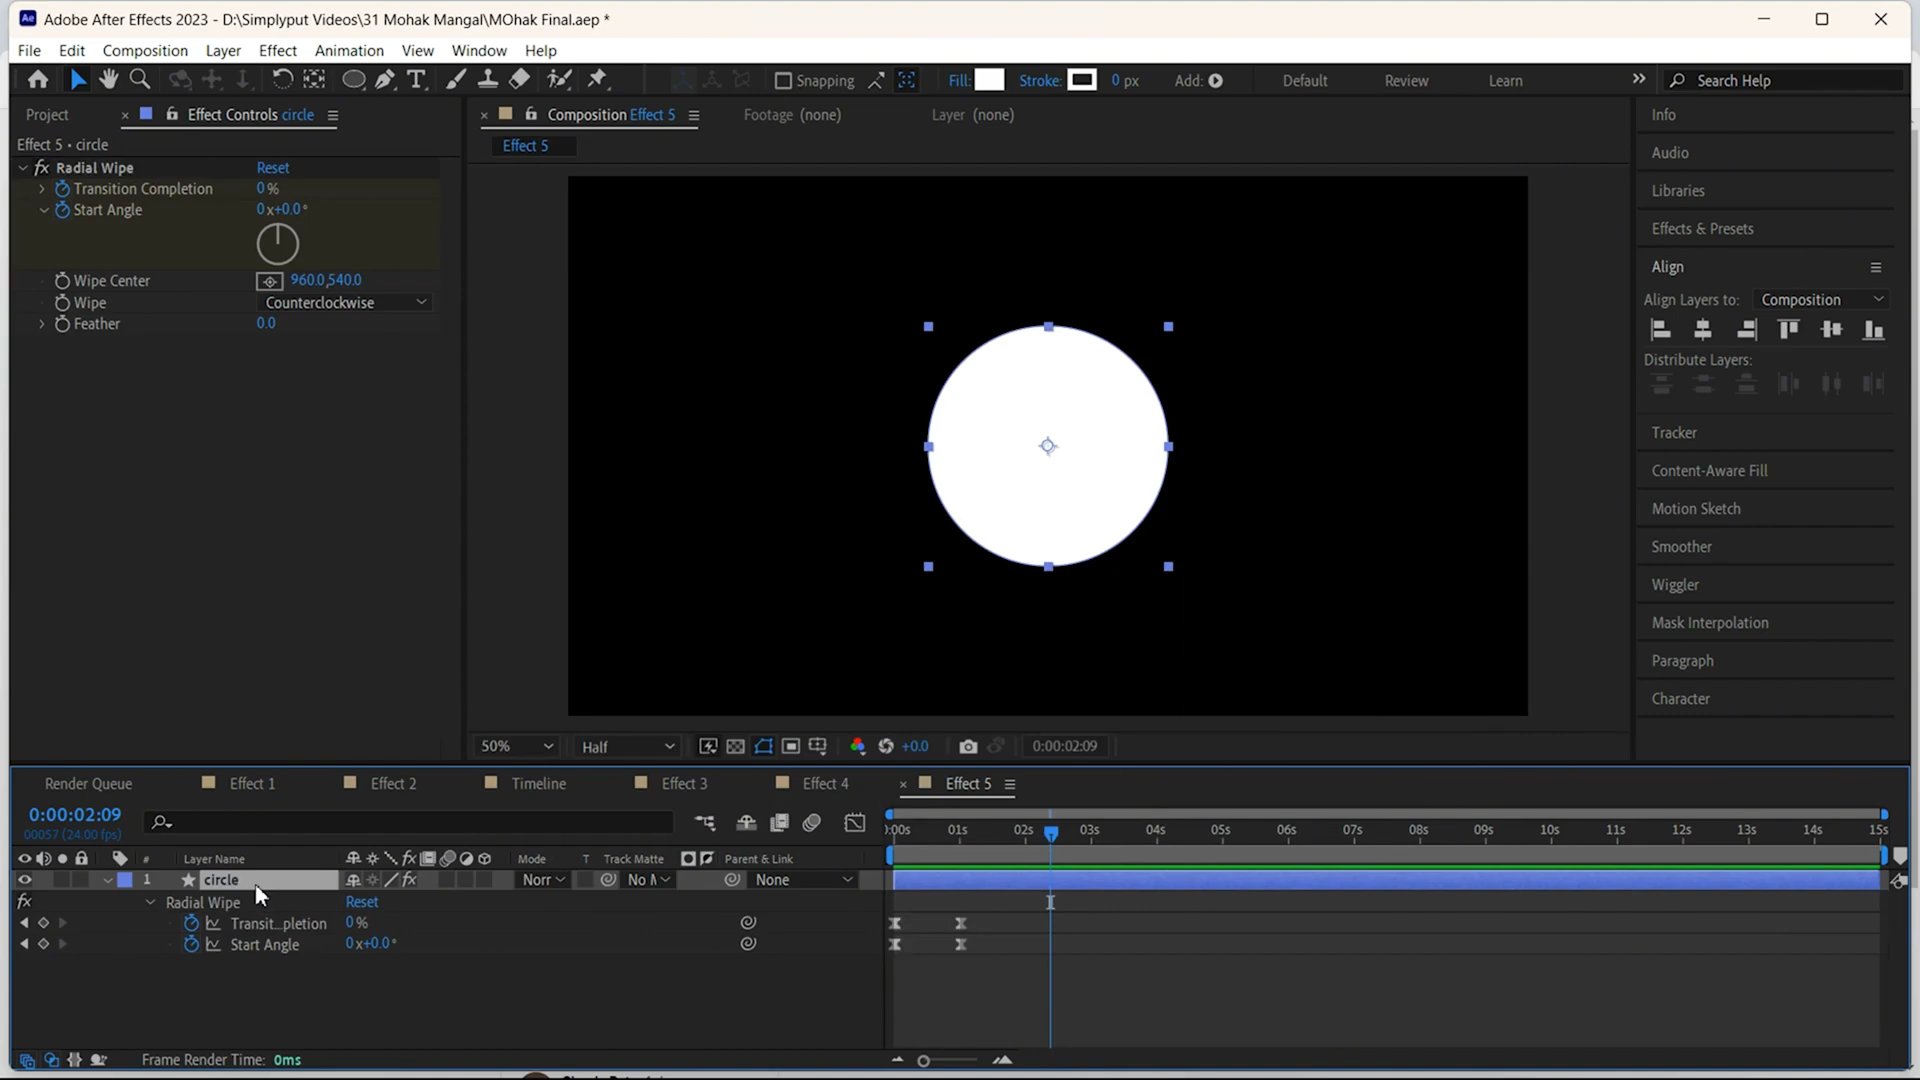 Adobe After Effects 2023 - D:\Simplyput Videos\31 Mohak Mangal\MOhak Final.aep *
File Edit Composition Layer Effect Animation View Window Help
Snapping Fill: Stroke: 0 px Add: Default Review Learn Search Help
Project Effect Controls circle Composition Effect 5 Footage (none) Layer (none) Info
Effect 5 • circle Effect 5
fx Radial Wipe Reset
Audio
Transition Completion 0 %
Libraries
Start Angle 0 x+0.0 °
Effects & Presets
Align
Wipe Center 960.0,540.0
Align Layers to: Composition
Wipe Counterclockwise
Feather 0.0
Distribute Layers:
Tracker
Content-Aware Fill
Motion Sketch
Smoother
Wiggler
Mask Interpolation
Paragraph
Character
50% Half +0.0 0:00:02:09
Render Queue Effect 1 Effect 2 Timeline Effect 3 Effect 4 Effect 5
0:00:02:09
00057 (24.00 fps)
):00s 01s 02s 03s 04s 05s 06s 07s 08s 09s 10s 11s 12s 13s 14s 15s
# Layer Name fx Mode T Track Matte Parent & Link
1 circle fx Norr No M None
fx Radial Wipe Reset
Transit...pletion 0 %
Start Angle 0 x+0.0 °
Frame Render Time: 0ms